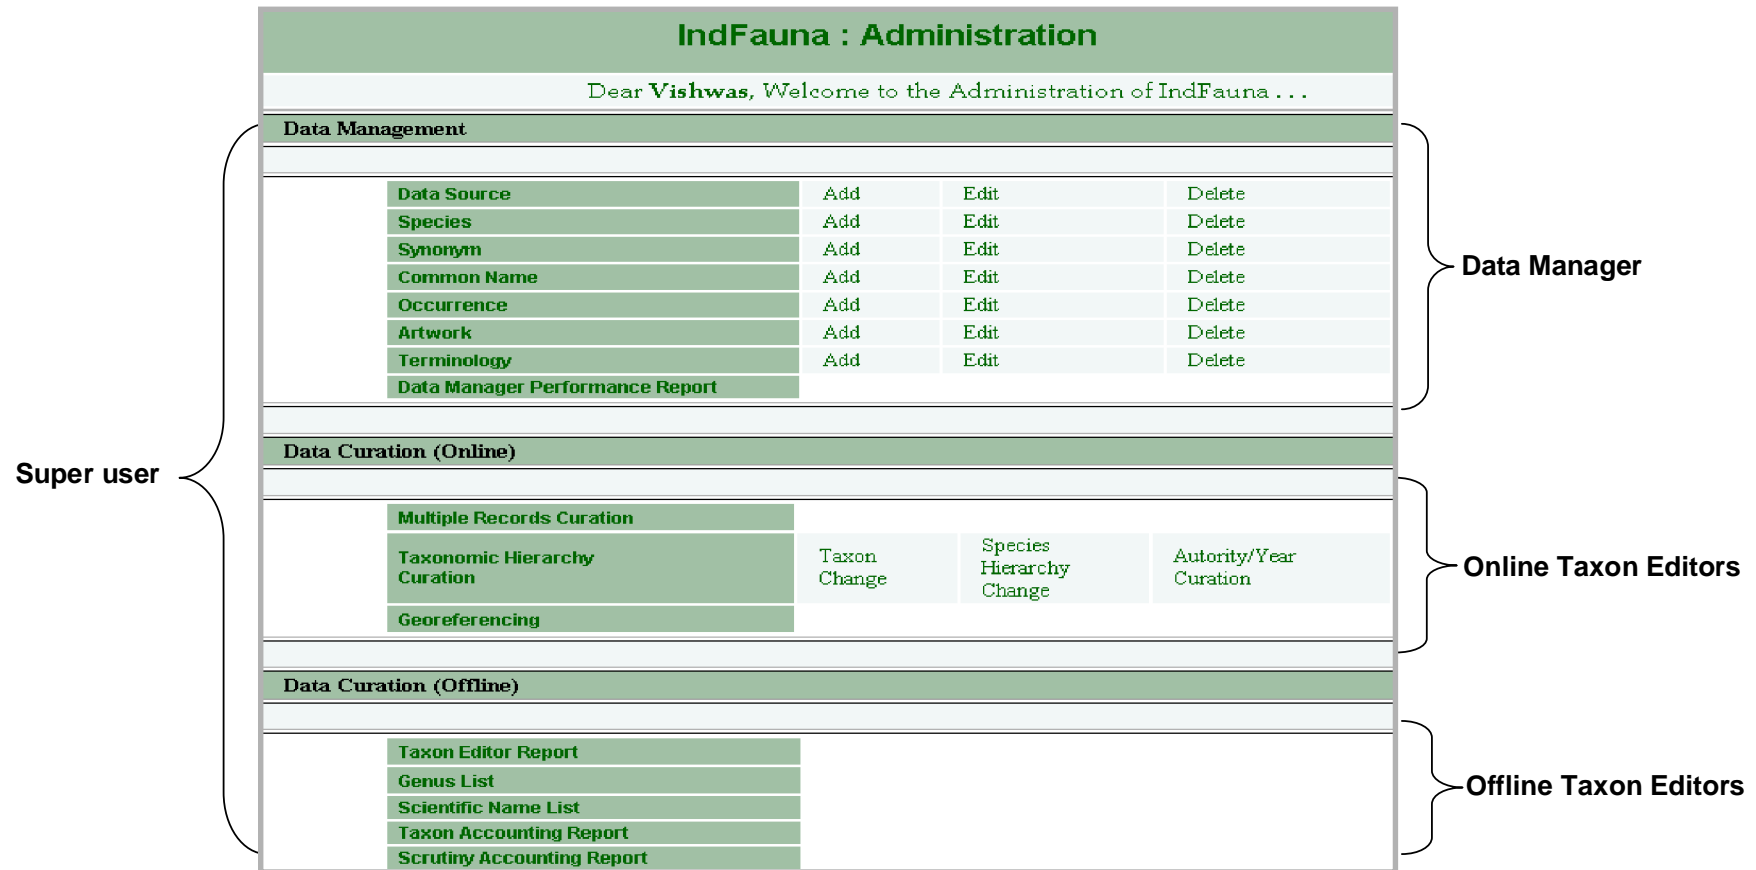 IndFauna : Administration
Dear Vishwas, Welcome to the Administration of IndFauna . . .
Data Management
Data Source Add Edit Delete
Species Add Edit Delete
Synonym Add Edit Delete
Common Name Add Edit Delete
Occurrence Add Edit Delete
Artwork Add Edit Delete
Terminology Add Edit Delete
Data Manager Performance Report
Data Manager
Super user
Data Curation (Online)
Multiple Records Curation
Taxonomic Hierarchy
Curation
Taxon
Change
Species
Hierarchy
Change
Autority/Year
Curation
Georeferencing
Online Taxon Editors
Data Curation (Offline)
Taxon Editor Report
Genus List
Scientific Name List
Taxon Accounting Report
Scrutiny Accounting Report
Offline Taxon Editors